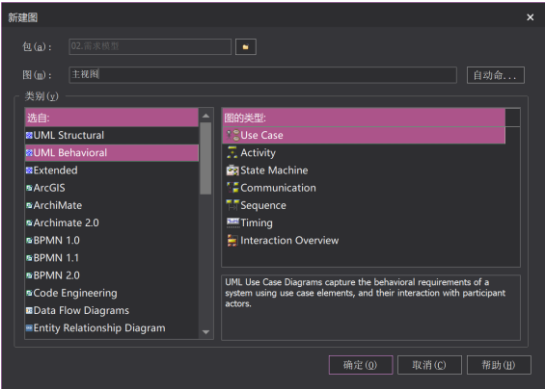 新建图
包(a): 02.需求模型
图(m): 主视图 自动命...
类别(y)
选自:
UML Structural
UML Behavioral
Extended
ArcGIS
ArchiMate
Archimate 2.0
BPMN 1.0
BPMN 1.1
BPMN 2.0
Code Engineering
Data Flow Diagrams
Entity Relationship Diagram
图的类型:
Use Case
Activity
State Machine
Communication
Sequence
Timing
Interaction Overview
UML Use Case Diagrams capture the behavioral requirements of a
system using use case elements, and their interaction with participant
actors.
确定(O) 取消(C) 帮助(H)